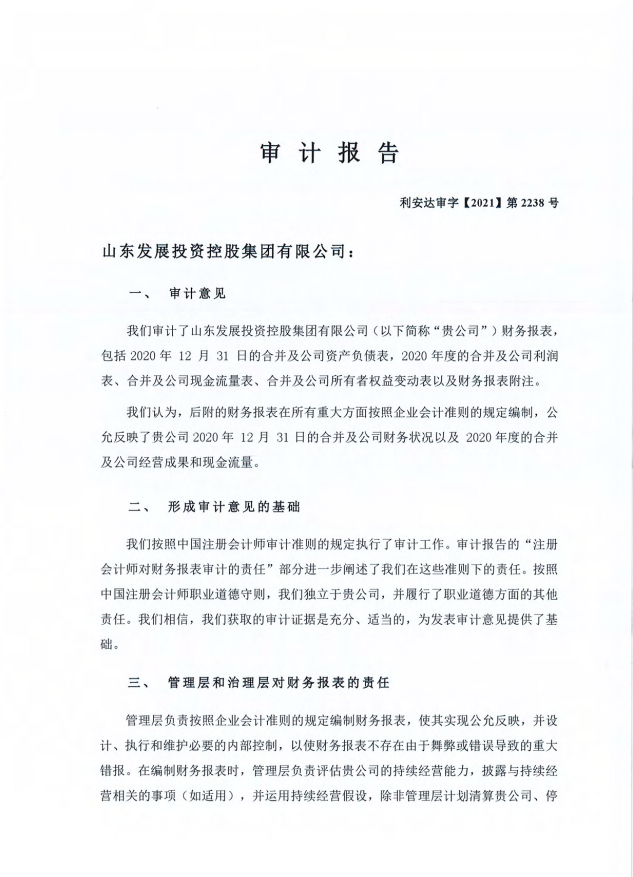 审 计 报 告
利安达审字【2021】第 2238 号
山东发展投资控股集团有限公司：
一、 审计意见
我们审计了山东发展投资控股集团有限公司（以下简称“贵公司”）财务报表，
包括 2020 年 12 月 31 日的合并及公司资产负债表，2020 年度的合并及公司利润
表、合并及公司现金流量表、合并及公司所有者权益变动表以及财务报表附注。
我们认为，后附的财务报表在所有重大方面按照企业会计准则的规定编制，公
允反映了贵公司 2020 年 12 月 31 日的合并及公司财务状况以及 2020 年度的合并
及公司经营成果和现金流量。
二、 形成审计意见的基础
我们按照中国注册会计师审计准则的规定执行了审计工作。审计报告的“注册
会计师对财务报表审计的责任”部分进一步阐述了我们在这些准则下的责任。按照
中国注册会计师职业道德守则，我们独立于贵公司，并履行了职业道德方面的其他
责任。我们相信，我们获取的审计证据是充分、适当的，为发表审计意见提供了基
础。
三、 管理层和治理层对财务报表的责任
管理层负责按照企业会计准则的规定编制财务报表，使其实现公允反映，并设
计、执行和维护必要的内部控制，以使财务报表不存在由于舞弊或错误导致的重大
错报。在编制财务报表时，管理层负责评估贵公司的持续经营能力，披露与持续经
营相关的事项（如适用），并运用持续经营假设，除非管理层计划清算贵公司、停